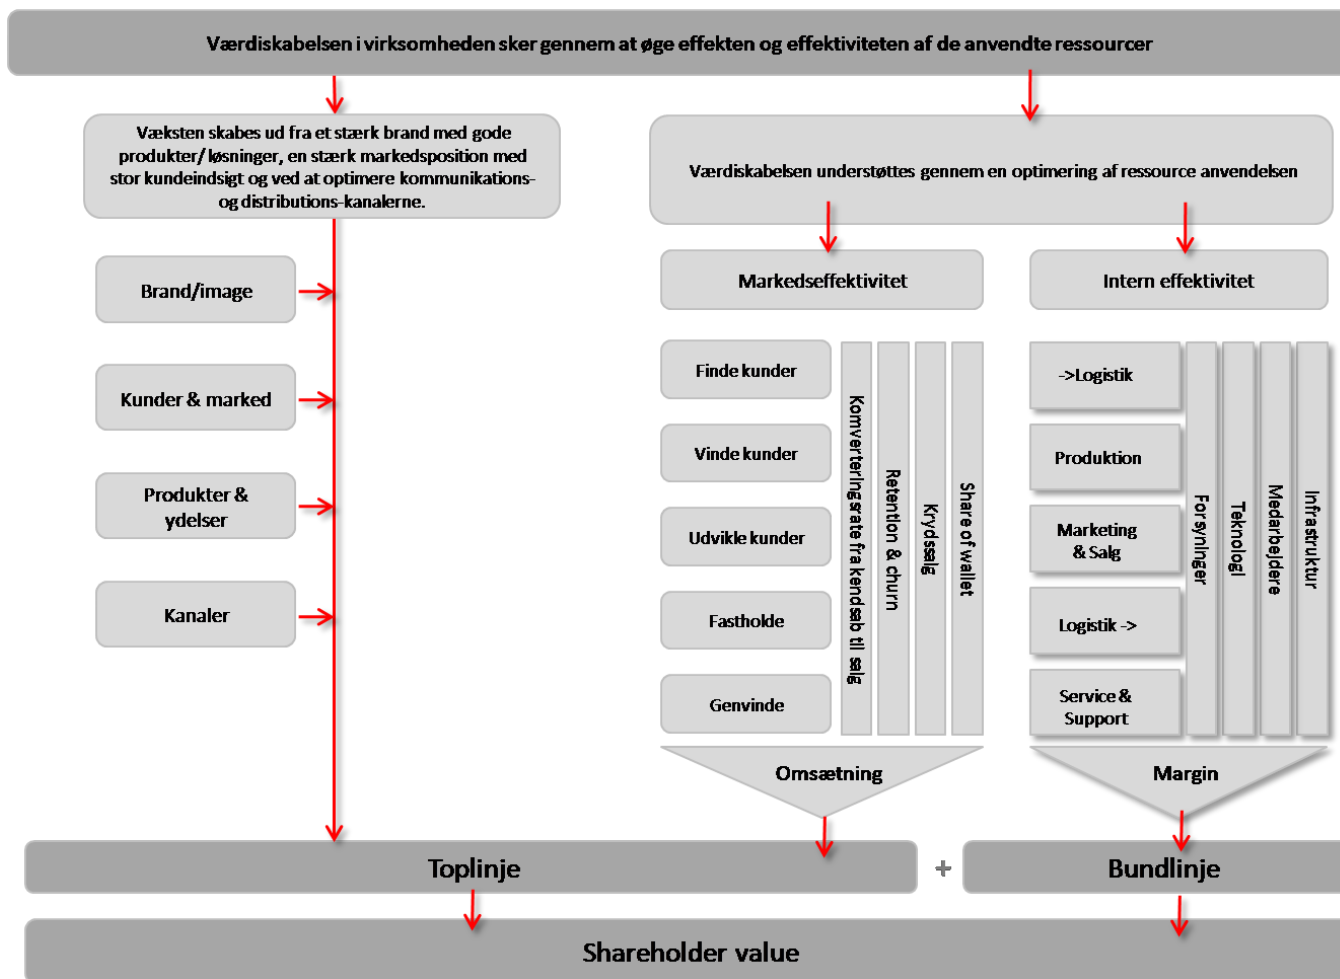 Værdiskabelsen i virksomheden sker gennem at øge effekten og effektiviteten af de anvendte ressourcer
Væksten skabes ud fra et stærk brand med gode
produkter/løsninger, en stærk markedsposition med
stor kundeindsigt og ved at optimere kommunikations-
og distributions-kanalerne.
Værdiskabelsen understøttes gennem en optimering af ressource anvendelsen
Brand/image
Kunder & marked
Produkter &
ydelser
Kanaler
Markedseffektivitet
Finde kunder
Vinde kunder
Udvikle kunder
Fastholde
Genvinde
Komverteringsrate fra kendsab til salg
Retention & churn
Krydssalg
Share of wallet
Omsætning
Intern effektivitet
->Logistik
Produktion
Marketing
& Salg
Logistik ->
Service &
Support
Forsyninger
Teknologi
Medarbejdere
Infrastruktur
Margin
Toplinje
+
Bundlinje
Shareholder value